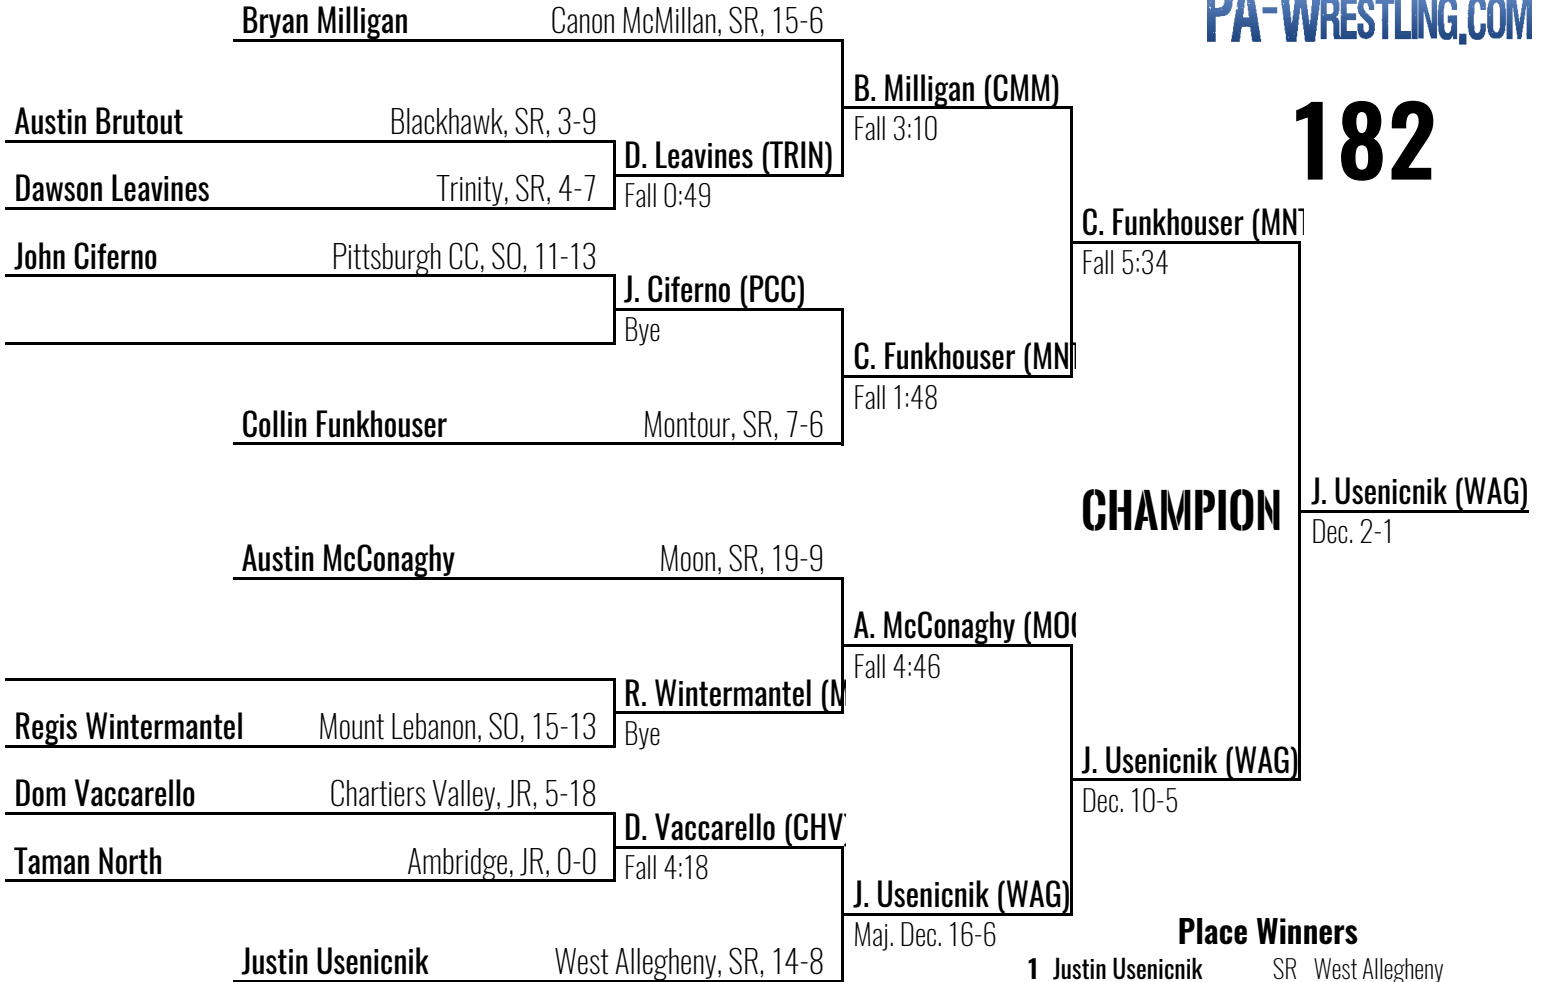 PA-WRESTLING.COM
182
Bryan Milligan Canon McMillan, SR, 15-6
B. Milligan (CMM)
Fall 3:10
Austin Brutout Blackhawk, SR, 3-9
D. Leavines (TRIN)
Fall 0:49
Dawson Leavines Trinity, SR, 4-7
C. Funkhouser (MNT
Fall 5:34
John Ciferno Pittsburgh CC, SO, 11-13
J. Ciferno (PCC)
Bye
C. Funkhouser (MNT
Fall 1:48
Collin Funkhouser Montour, SR, 7-6
CHAMPION
J. Usenicnik (WAG)
Dec. 2-1
Austin McConaghy Moon, SR, 19-9
A. McConaghy (MOO
Fall 4:46
R. Wintermantel (M
Bye
Regis Wintermantel Mount Lebanon, SO, 15-13
J. Usenicnik (WAG)
Dec. 10-5
Dom Vaccarello Chartiers Valley, JR, 5-18
D. Vaccarello (CHV)
Fall 4:18
Taman North Ambridge, JR, 0-0
J. Usenicnik (WAG)
Maj. Dec. 16-6
Justin Usenicnik West Allegheny, SR, 14-8
Place Winners
1 Justin Usenicnik SR West Allegheny